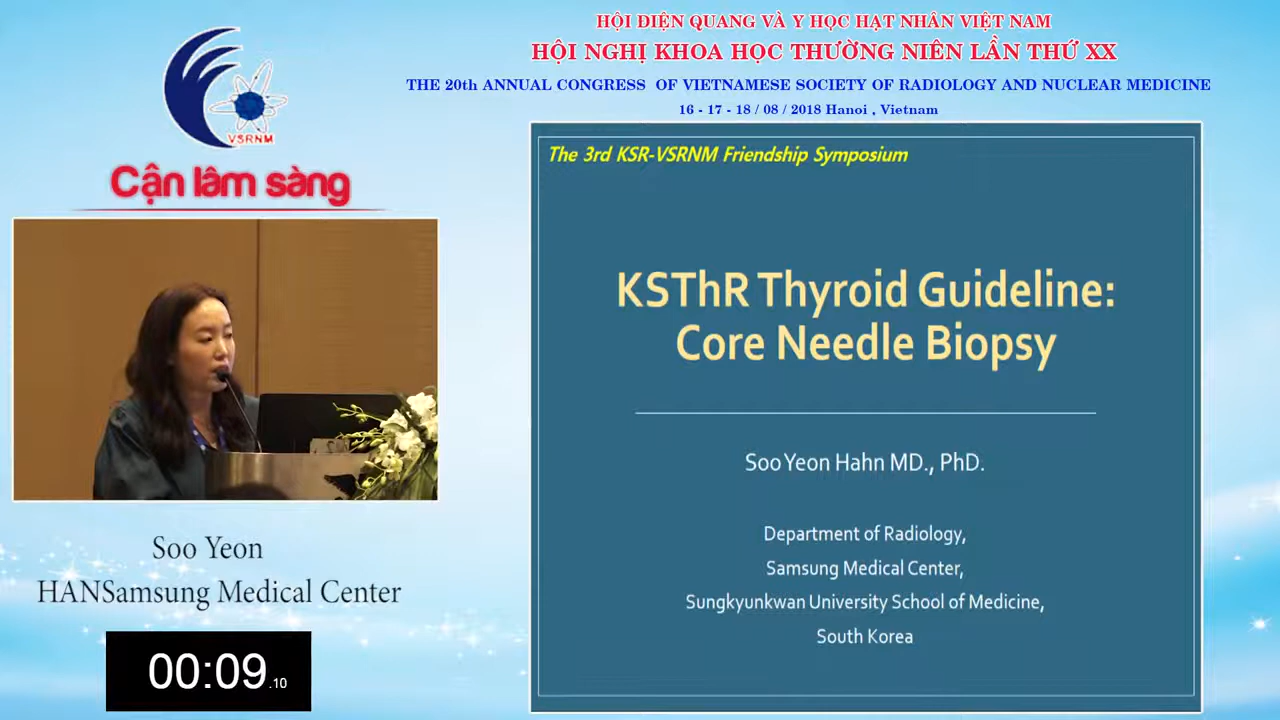 HỘI ĐIỆN QUANG VÀ Y HỌC HẠT NHÂN VIỆT NAM
HỘI NGHỊ KHOA HỌC THƯỜNG NIÊN LẦN THỨ XX
THE 20th ANNUAL CONGRESS OF VIETNAMESE SOCIETY OF RADIOLOGY AND NUCLEAR MEDICINE
16 - 17 - 18 / 08 / 2018 Hanoi , Vietnam
VSRNM
Cận lâm sàng
The 3rd KSR-VSRNM Friendship Symposium
KSThR Thyroid Guideline:
Core Needle Biopsy
Soo Yeon Hahn MD., PhD.
Department of Radiology,
Samsung Medical Center,
Sungkyunkwan University School of Medicine,
South Korea
Soo Yeon
HANSamsung Medical Center
00:09.10